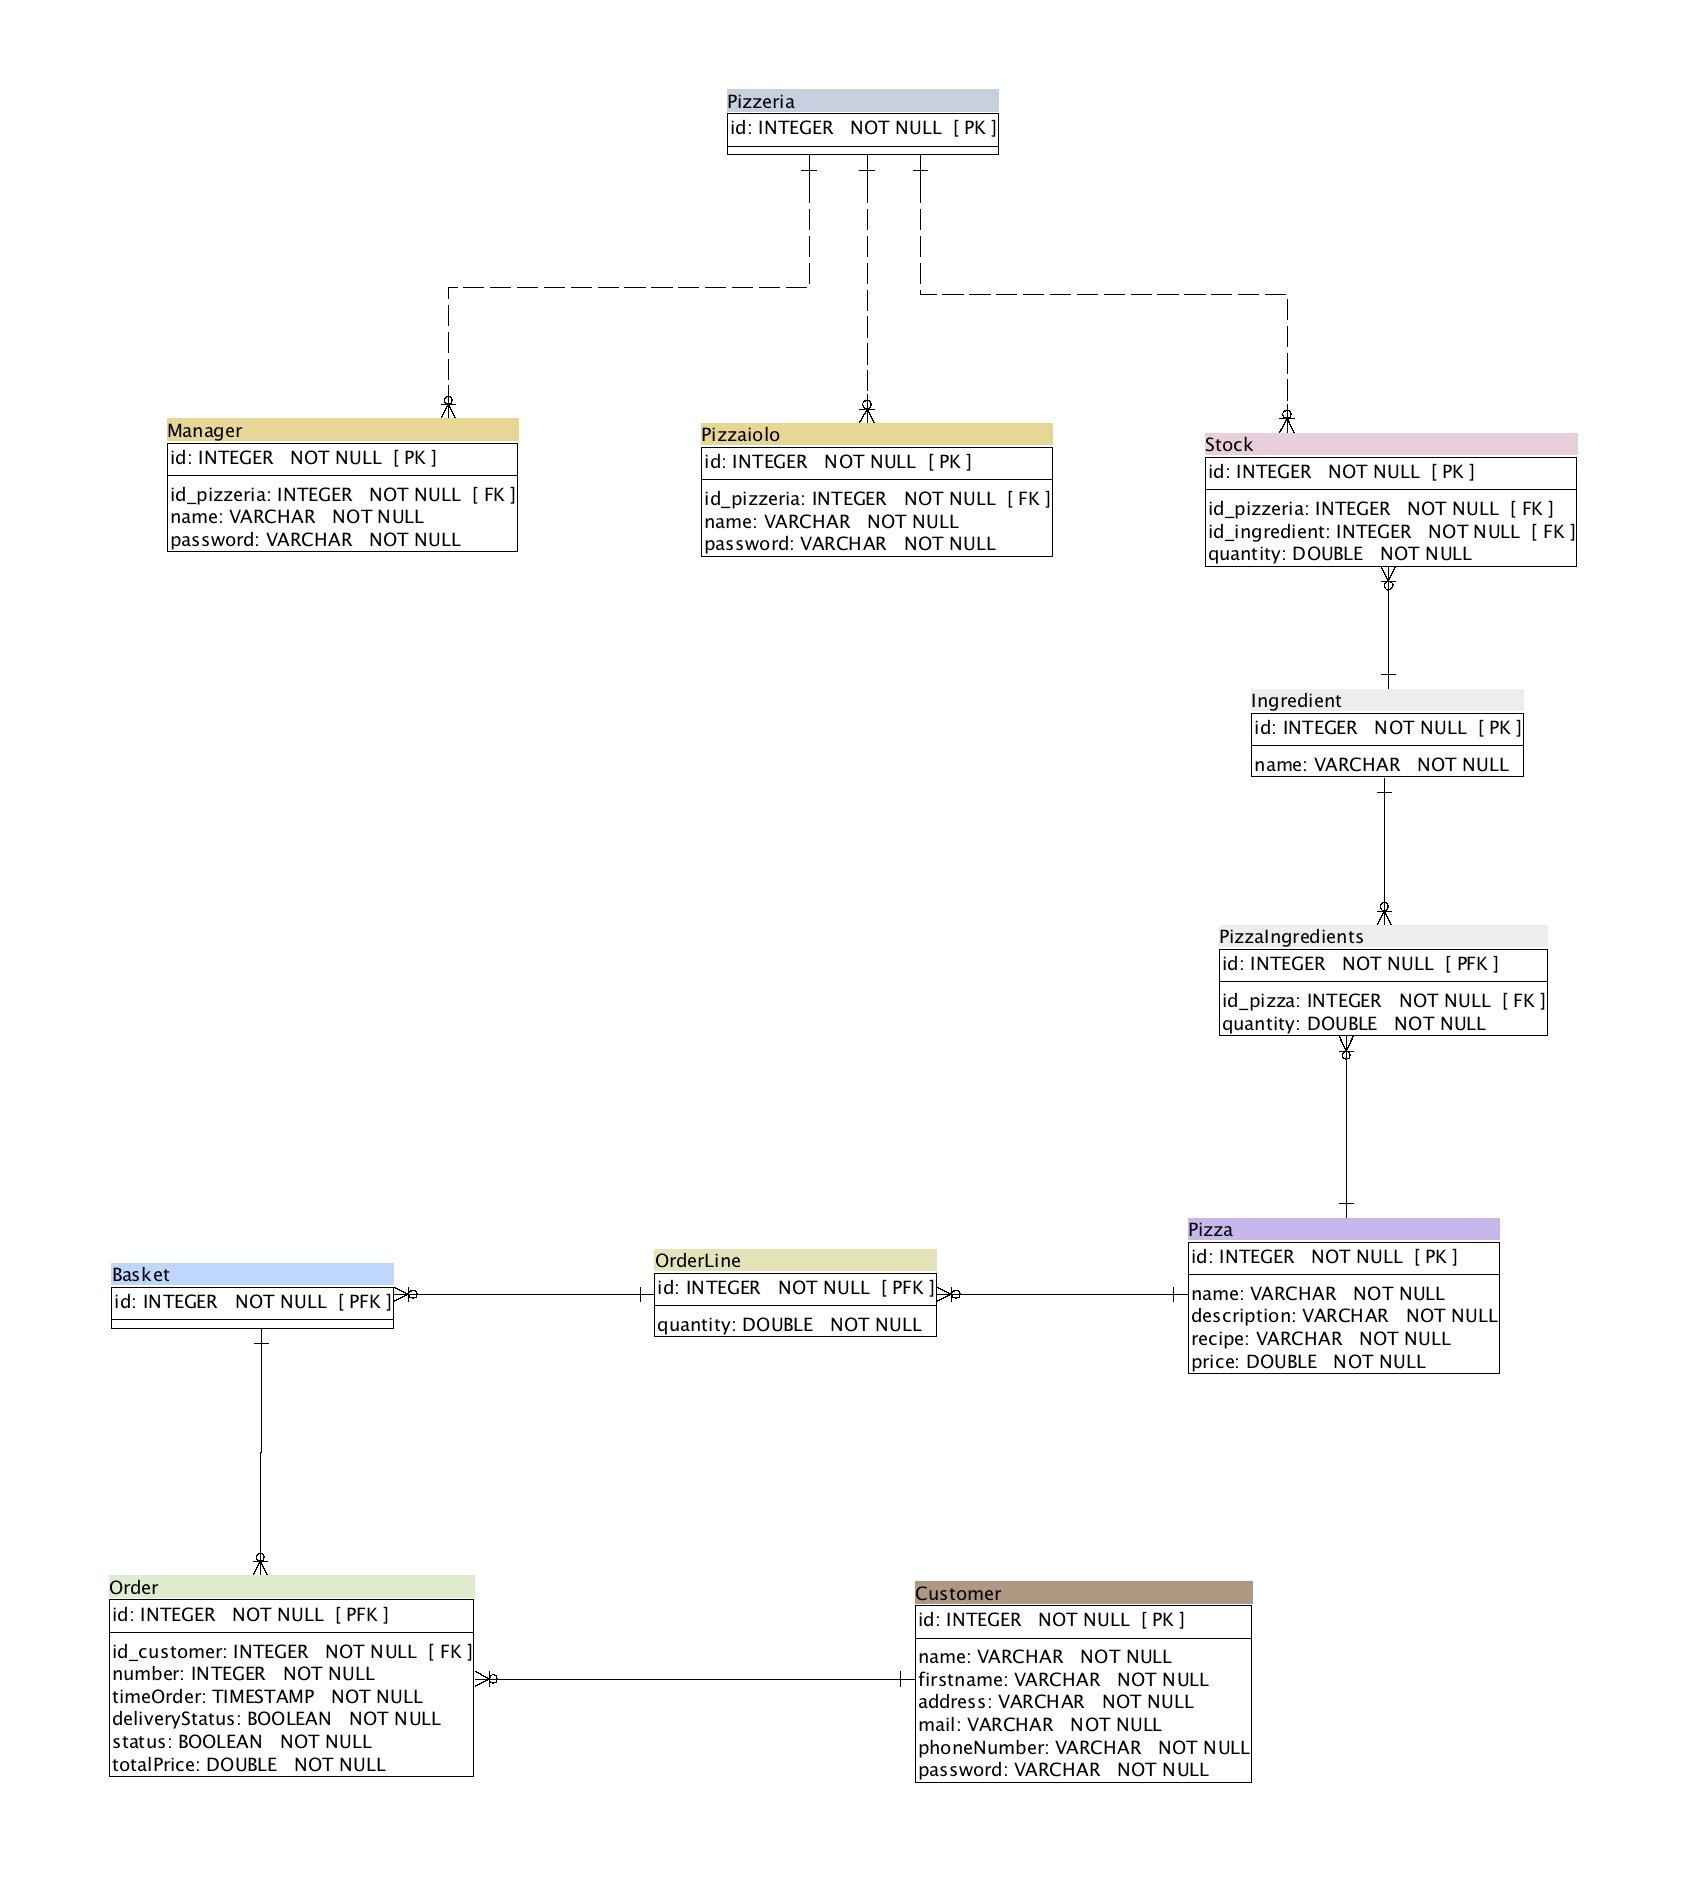 Pizzeria
id: INTEGER NOT NULL [ PK ]
Manager
id: INTEGER NOT NULL [ PK ]
id_pizzeria: INTEGER NOT NULL [ FK ]
name: VARCHAR NOT NULL
password: VARCHAR NOT NULL
Pizzaiolo
id: INTEGER NOT NULL [ PK ]
id_pizzeria: INTEGER NOT NULL [ FK ]
name: VARCHAR NOT NULL
password: VARCHAR NOT NULL
Stock
id: INTEGER NOT NULL [ PK ]
id_pizzeria: INTEGER NOT NULL [ FK ]
id_ingredient: INTEGER NOT NULL [ FK ]
quantity: DOUBLE NOT NULL
Ingredient
id: INTEGER NOT NULL [ PK ]
name: VARCHAR NOT NULL
PizzaIngredients
id: INTEGER NOT NULL [ PFK ]
id_pizza: INTEGER NOT NULL [ FK ]
quantity: DOUBLE NOT NULL
Basket
id: INTEGER NOT NULL [ PFK ]
OrderLine
id: INTEGER NOT NULL [ PFK ]
quantity: DOUBLE NOT NULL
Pizza
id: INTEGER NOT NULL [ PK ]
name: VARCHAR NOT NULL
description: VARCHAR NOT NULL
recipe: VARCHAR NOT NULL
price: DOUBLE NOT NULL
Order
id: INTEGER NOT NULL [ PFK ]
id_customer: INTEGER NOT NULL [ FK ]
number: INTEGER NOT NULL
timeOrder: TIMESTAMP NOT NULL
deliveryStatus: BOOLEAN NOT NULL
status: BOOLEAN NOT NULL
totalPrice: DOUBLE NOT NULL
Customer
id: INTEGER NOT NULL [ PK ]
name: VARCHAR NOT NULL
firstname: VARCHAR NOT NULL
address: VARCHAR NOT NULL
mail: VARCHAR NOT NULL
phoneNumber: VARCHAR NOT NULL
password: VARCHAR NOT NULL